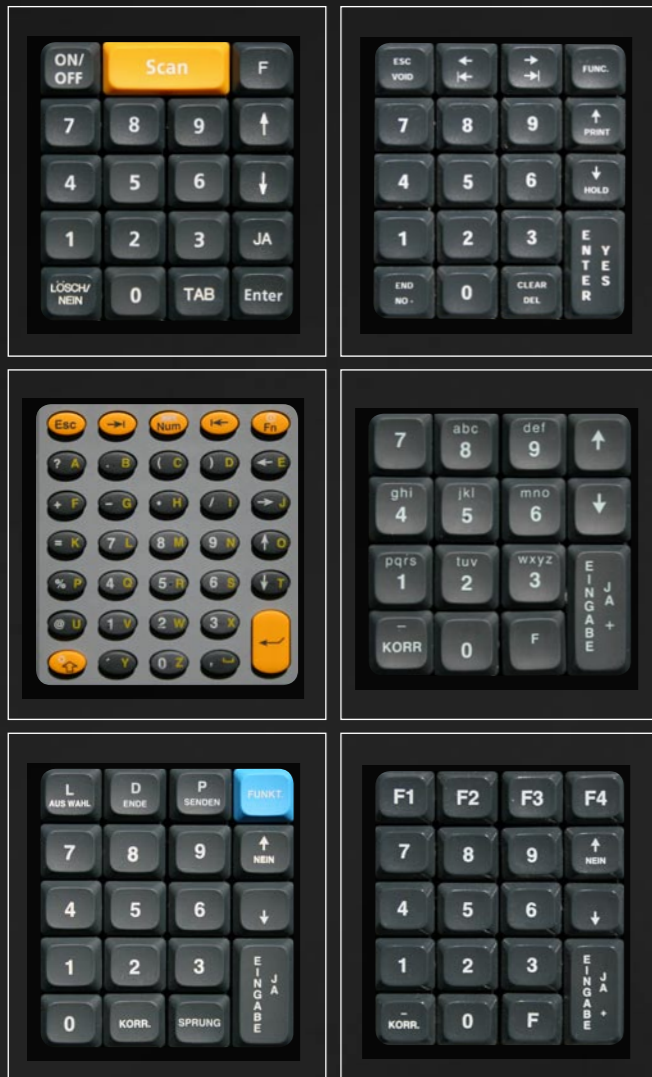 ON/ OFF Scan F
7 8 9 ↑
4 5 6 ↓
1 2 3 JA
LÖSCH/ NEIN 0 TAB Enter
ESC VOID ← |← → →| FUNC.
7 8 9 ↑ PRINT
4 5 6 ↓ HOLD
1 2 3 ENTER YES
END NO - 0 CLEAR DEL
Esc →| Num |← Fn
? A . B ( C ) D ← E
+ F - G * H / I → J
= K 7 L 8 M 9 N ↑ O
% P 4 Q 5 R 6 S ↓ T
@ U 1 V 2 W 3 X
' Y 0 Z ,
7 abc 8 def 9 ↑
ghi 4 jkl 5 mno 6 ↓
pqrs 1 tuv 2 wxyz 3 EINGABE JA +
- KORR 0 F
L AUS WAHL D ENDE P SENDEN FUNKT.
7 8 9 ↑ NEIN
4 5 6 ↓
1 2 3 EINGABE JA
0 KORR. SPRUNG
F1 F2 F3 F4
7 8 9 ↑ NEIN
4 5 6 ↓
1 2 3 EINGABE JA +
- KORR. 0 F